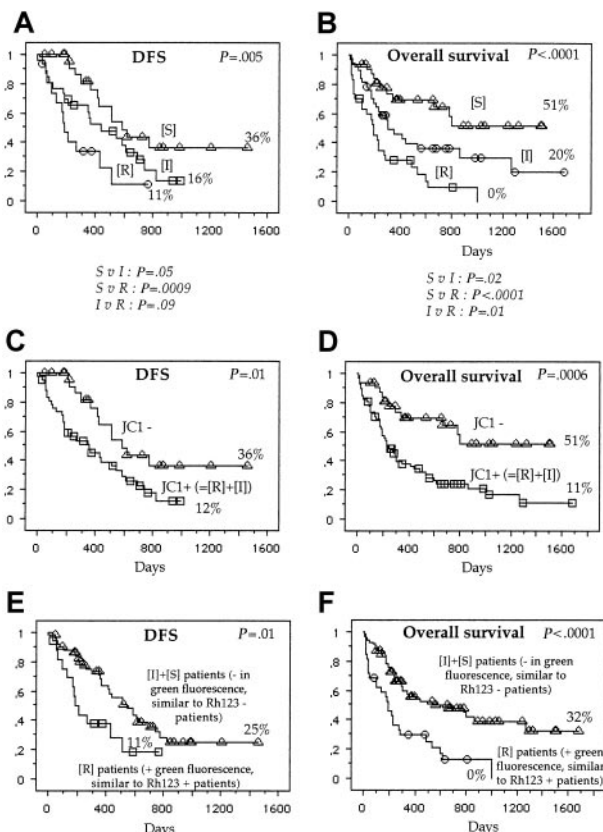 A
DFS
P=.005
1
,8
,6
,4
,2
0
[S]
[R]
[I]
36%
16%
11%
0 400 800 1200 1600
S v I : P=.05
S v R : P=.0009
I v R : P=.09
B
Overall survival
P<.0001
1
,8
,6
,4
,2
0
[S]
51%
[I]
20%
[R]
0%
0 400 800 1200 1600
Days
S v I : P=.02
S v R : P<.0001
I v R : P=.01
C
DFS
P=.01
1
,8
,6
,4
,2
0
JC1 -
36%
JC1+ (=[R]+[I])
12%
0 400 800 1200 1600
Days
D
Overall survival
P=.0006
1
,8
,6
,4
,2
0
JC1 -
51%
JC1+ (=[R]+[I])
11%
0 400 800 1200 1600
Days
E
DFS
P=.01
1
,8
,6
,4
,2
0
[I]+[S] patients (- in
green fluorescence,
similar to Rh123 -
patients)
25%
11%
[R] patients (+ green fluorescence,
similar to Rh123 + patients)
0 400 800 1200 1600
Days
F
Overall survival
P<.0001
1
,8
,6
,4
,2
0
[I]+[S] patients (- in green
fluorescence, similar to
Rh123 - patients)
32%
[R] patients (+ green
fluorescence, similar
to Rh123 + patients)
0%
0 400 800 1200 1600
Days